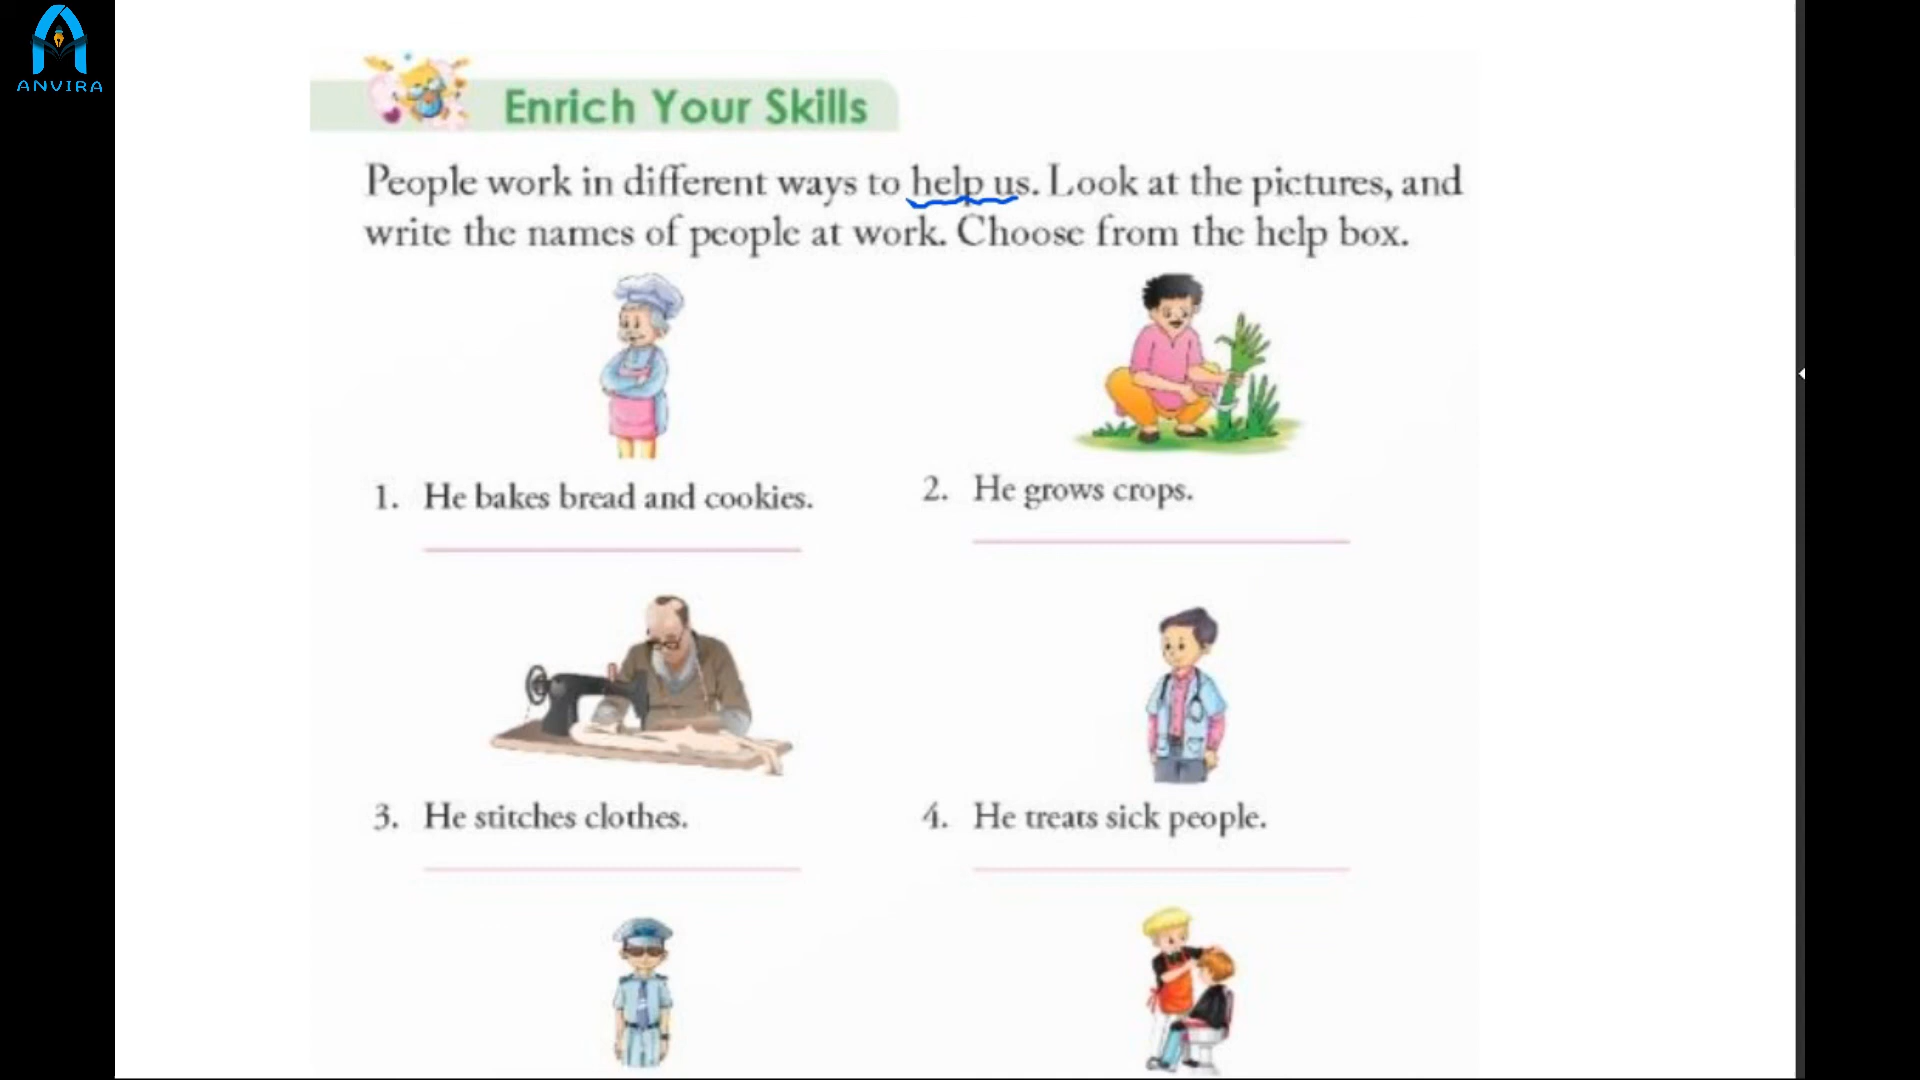 ANVIRA
Enrich Your Skills
People work in different ways to help us. Look at the pictures, and
write the names of people at work. Choose from the help box.
1. He bakes bread and cookies.
2. He grows crops.
3. He stitches clothes.
4. He treats sick people.